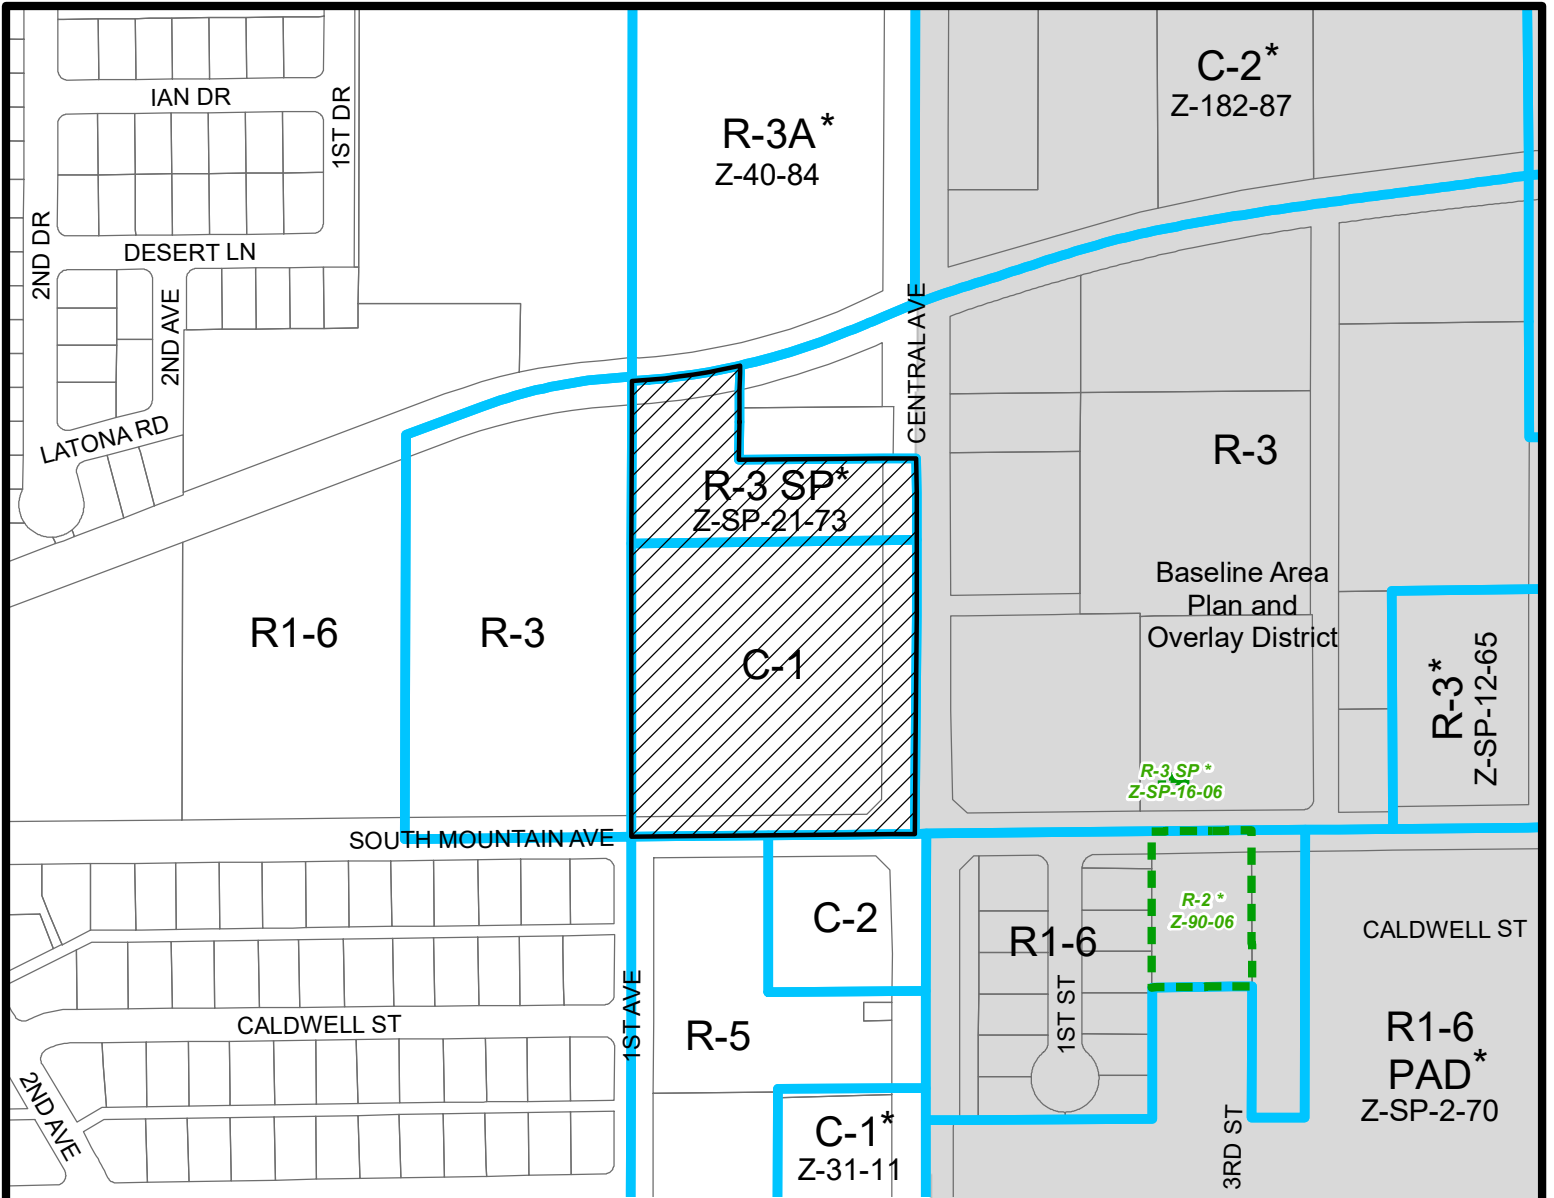 C-2*
Z-182-87
IAN DR
1ST DR
R-3A*
Z-40-84
2ND DR
DESERT LN
2ND AVE
CENTRAL AVE
LATONA RD
R-3
R-3 SP*
Z-SP-21-73
Baseline Area
Plan and
Overlay District
R1-6
R-3
C-1
R-3*
Z-SP-12-65
R-3 SP *
Z-SP-16-06
SOUTH MOUNTAIN AVE
R-2 *
Z-90-06
C-2
R1-6
CALDWELL ST
1ST AVE
1ST ST
CALDWELL ST
R-5
R1-6
PAD*
Z-SP-2-70
2ND AVE
C-1*
Z-31-11
3RD ST